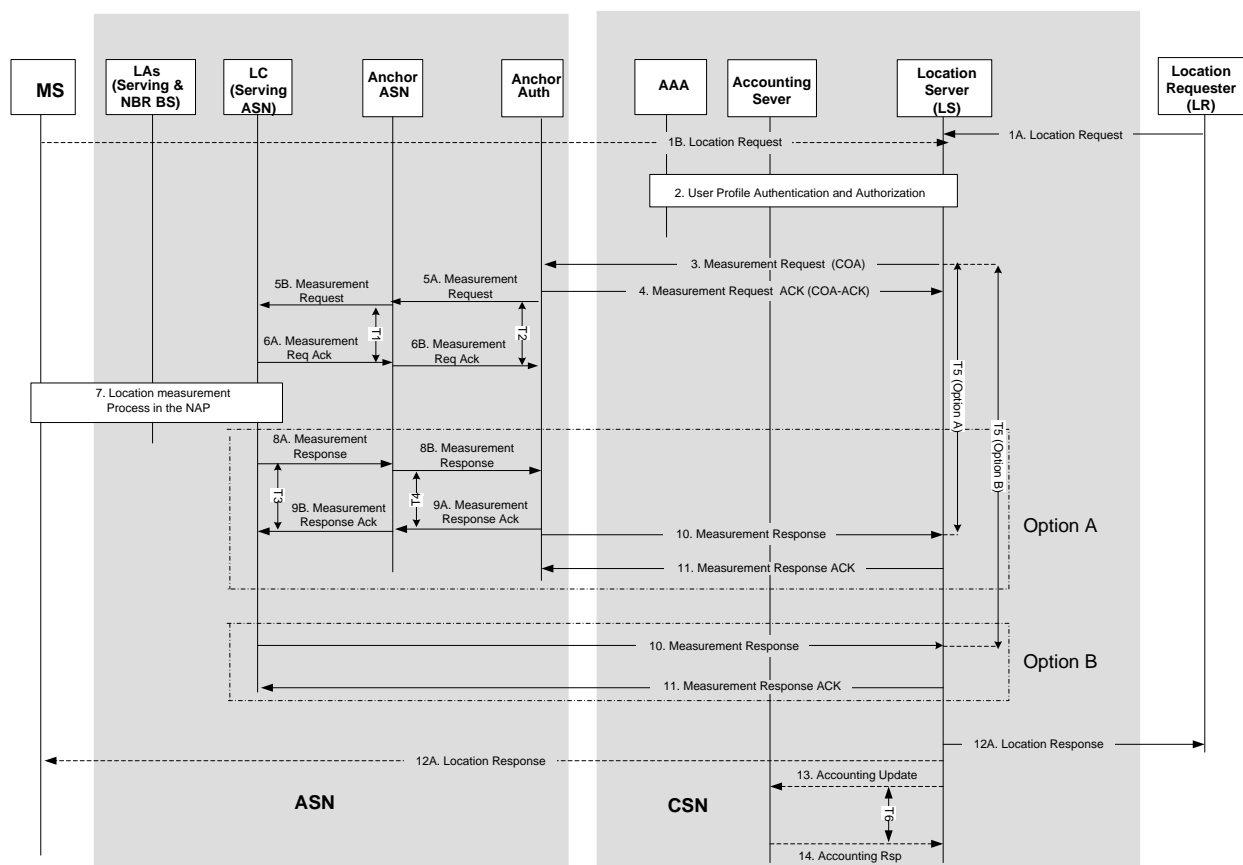 MS
LAs
(Serving &
NBR BS)
LC
(Serving
ASN)
Anchor
ASN
Anchor
Auth
AAA
Accounting
Sever
Location
Server
(LS)
Location
Requester
(LR)
1A. Location Request
1B. Location Request
2. User Profile Authentication and Authorization
3. Measurement Request (COA)
4. Measurement Request ACK (COA-ACK)
5A. Measurement
Request
5B. Measurement
Request
T1
T2
6A. Measurement
Req Ack
6B. Measurement
Req Ack
T5 (Option A)
T5 (Option B)
7. Location measurement
Process in the NAP
8A. Measurement
Response
8B. Measurement
Response
T3
T4
9A. Measurement
Response Ack
9B. Measurement
Response Ack
10. Measurement Response
Option A
11. Measurement Response ACK
10. Measurement Response
Option B
11. Measurement Response ACK
12A. Location Response
12A. Location Response
13. Accounting Update
T6
14. Accounting Rsp
ASN
CSN